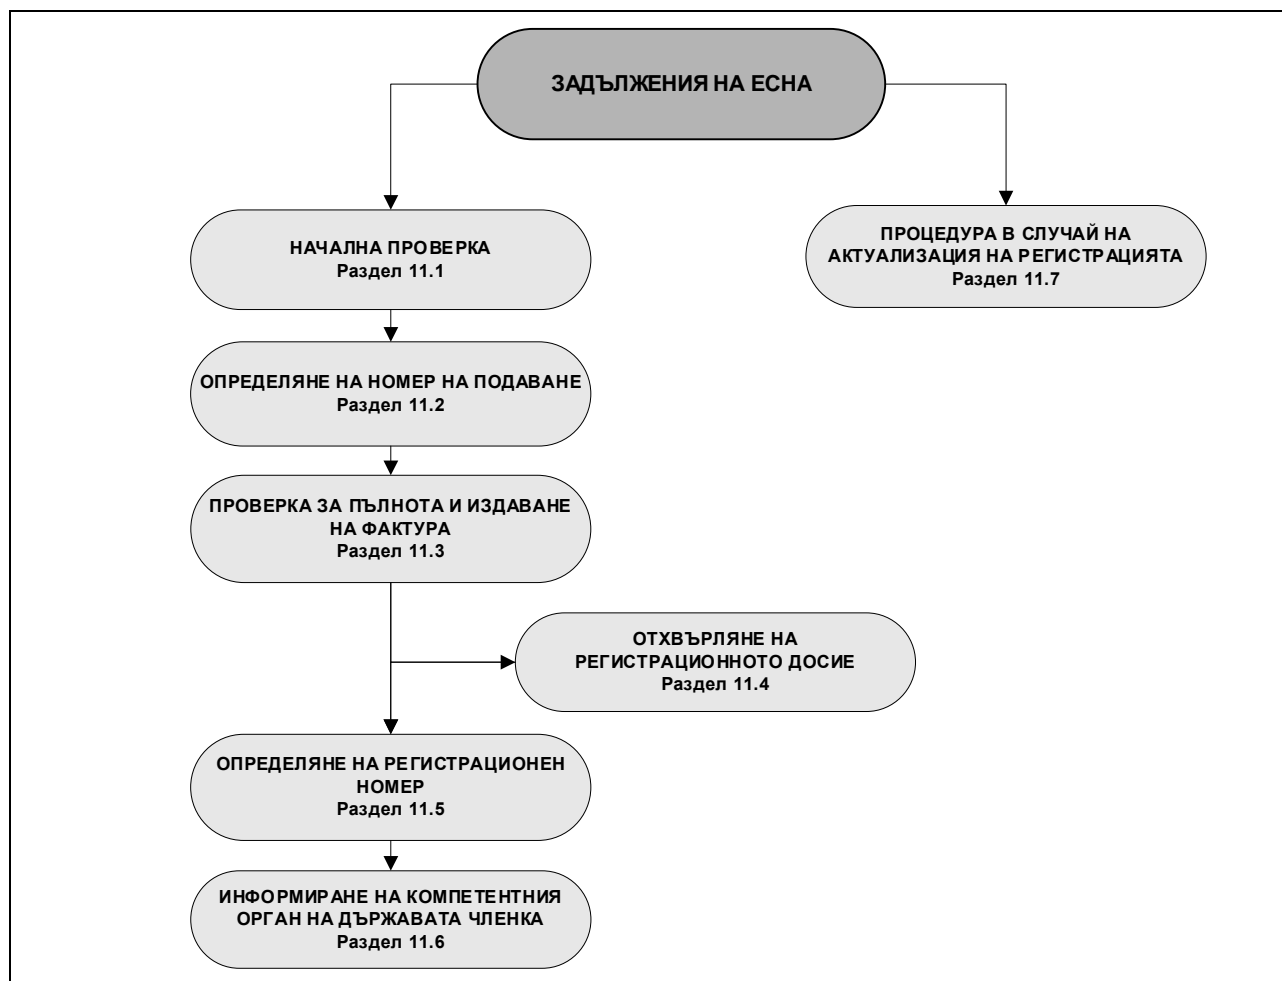 ЗАДЪЛЖЕНИЯ НА ЕСНА
НАЧАЛНА ПРОВЕРКА
Раздел 11.1
ПРОЦЕДУРА В СЛУЧАЙ НА
АКТУАЛИЗАЦИЯ НА РЕГИСТРАЦИЯТА
Раздел 11.7
ОПРЕДЕЛЯНЕ НА НОМЕР НА ПОДАВАНЕ
Раздел 11.2
ПРОВЕРКА ЗА ПЪЛНОТА И ИЗДАВАНЕ
НА ФАКТУРА
Раздел 11.3
ОТХВЪРЛЯНЕ НА
РЕГИСТРАЦИОННОТО ДОСИЕ
Раздел 11.4
ОПРЕДЕЛЯНЕ НА РЕГИСТРАЦИОНЕН
НОМЕР
Раздел 11.5
ИНФОРМИРАНЕ НА КОМПЕТЕНТНИЯ
ОРГАН НА ДЪРЖАВАТА ЧЛЕНКА
Раздел 11.6